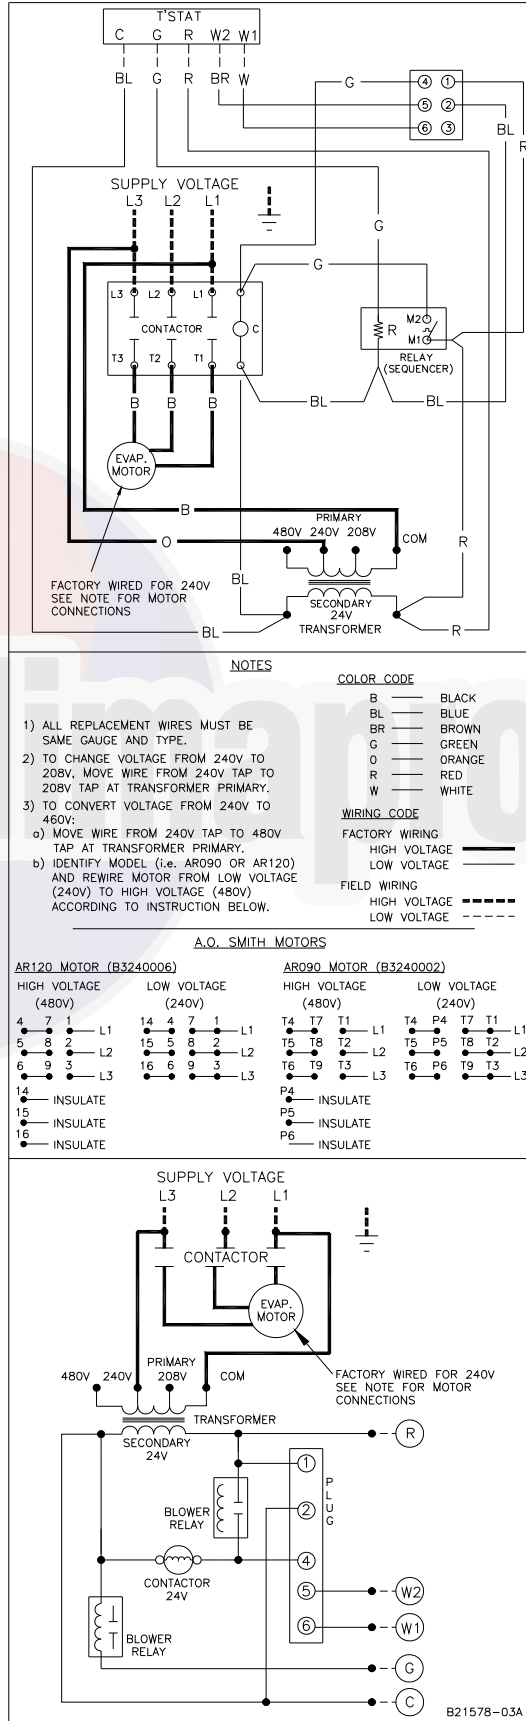 T'STAT
C G R W2 W1
BL G R BR W
G
4 1
5 2
6 3
BL
R
SUPPLY VOLTAGE
L3 L2 L1
G
G
L3 L2 L1
CONTACTOR
C
T3 T2 T1
R
M2
M1
RELAY
(SEQUENCER)
B B B
BL
BL
EVAP.
MOTOR
B
O
PRIMARY
480V 240V 208V
COM
R
FACTORY WIRED FOR 240V
SEE NOTE FOR MOTOR
CONNECTIONS
BL
SECONDARY
24V
TRANSFORMER
BL
R
NOTES
1) ALL REPLACEMENT WIRES MUST BE
SAME GAUGE AND TYPE.
2) TO CHANGE VOLTAGE FROM 240V TO
208V, MOVE WIRE FROM 240V TAP TO
208V TAP AT TRANSFORMER PRIMARY.
3) TO CONVERT VOLTAGE FROM 240V TO
460V:
a) MOVE WIRE FROM 240V TAP TO 480V
TAP AT TRANSFORMER PRIMARY.
b) IDENTIFY MODEL (i.e. AR090 OR AR120)
AND REWIRE MOTOR FROM LOW VOLTAGE
(240V) TO HIGH VOLTAGE (480V)
ACCORDING TO INSTRUCTION BELOW.
COLOR CODE
B BLACK
BL BLUE
BR BROWN
G GREEN
O ORANGE
R RED
W WHITE
WIRING CODE
FACTORY WIRING
HIGH VOLTAGE
LOW VOLTAGE
FIELD WIRING
HIGH VOLTAGE
LOW VOLTAGE
A.O. SMITH MOTORS
AR120 MOTOR (B3240006)
HIGH VOLTAGE
(480V)
4 7 1 L1
5 8 2 L2
6 9 3 L3
14 INSULATE
15 INSULATE
16 INSULATE
LOW VOLTAGE
(240V)
14 4 7 1 L1
15 5 8 2 L2
16 6 9 3 L3
AR090 MOTOR (B3240002)
HIGH VOLTAGE
(480V)
T4 T7 T1 L1
T5 T8 T2 L2
T6 T9 T3 L3
P4 INSULATE
P5 INSULATE
P6 INSULATE
LOW VOLTAGE
(240V)
T4 P4 T7 T1 L1
T5 P5 T8 T2 L2
T6 P6 T9 T3 L3
SUPPLY VOLTAGE
L3 L2 L1
CONTACTOR
EVAP.
MOTOR
PRIMARY
480V 240V 208V COM
FACTORY WIRED FOR 240V
SEE NOTE FOR MOTOR
CONNECTIONS
TRANSFORMER
SECONDARY
24V
R
1
PLUG
BLOWER
RELAY
2
4
CONTACTOR
24V
5 W2
6 W1
BLOWER
RELAY
G
C
B21578-03A
limapro